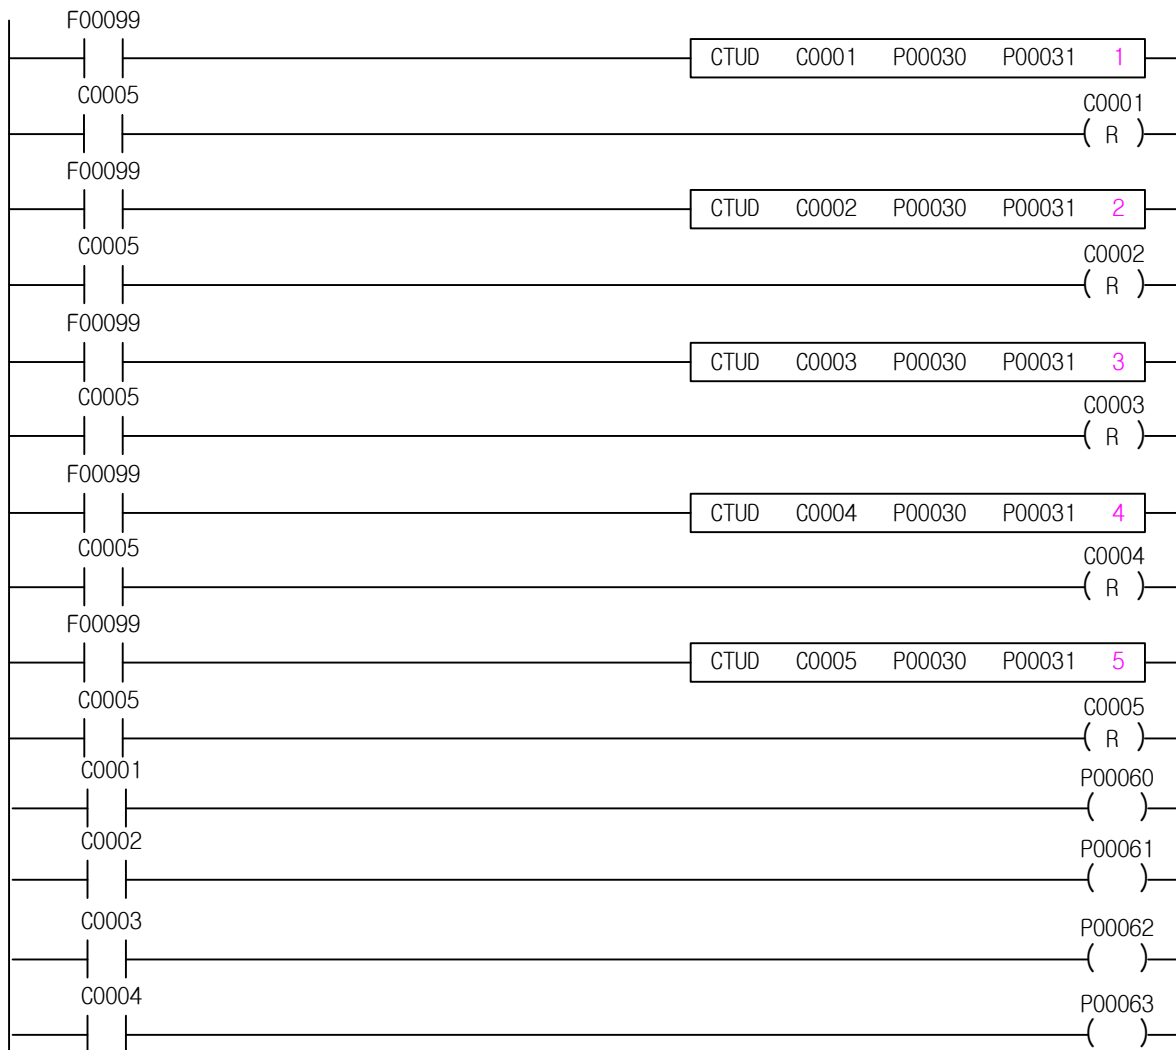 F00099
CTUD C0001 P00030 P00031 1
C0005
C0001
( R )
F00099
CTUD C0002 P00030 P00031 2
C0005
C0002
( R )
F00099
CTUD C0003 P00030 P00031 3
C0005
C0003
( R )
F00099
CTUD C0004 P00030 P00031 4
C0005
C0004
( R )
F00099
CTUD C0005 P00030 P00031 5
C0005
C0005
( R )
C0001
P00060
( )
C0002
P00061
( )
C0003
P00062
( )
C0004
P00063
( )